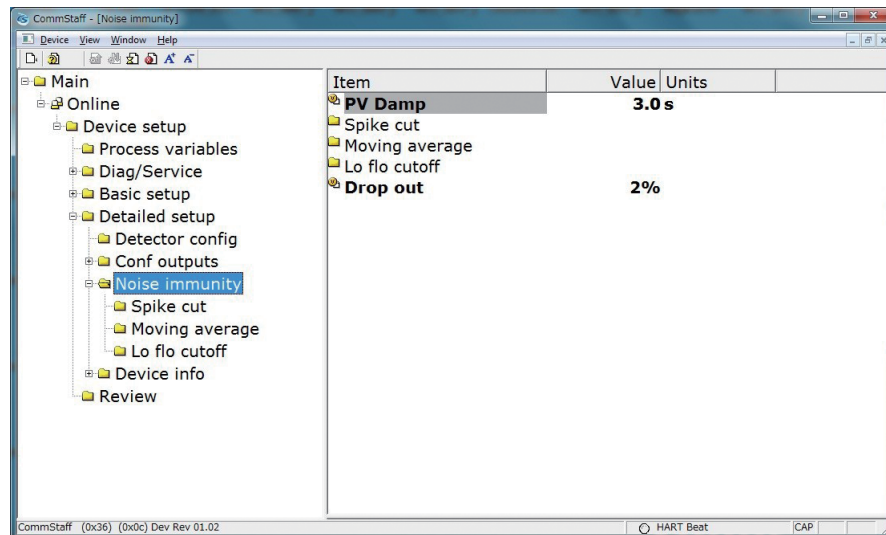 CommStaff - [Noise immunity]
Device View Window Help
A+ A-
Main
Online
Device setup
Process variables
Diag/Service
Basic setup
Detailed setup
Detector config
Conf outputs
Noise immunity
Spike cut
Moving average
Lo flo cutoff
Device info
Review
Item Value Units
PV Damp 3.0 s
Spike cut
Moving average
Lo flo cutoff
Drop out 2%
CommStaff (0x36) (0x0c) Dev Rev 01.02 HART Beat CAP